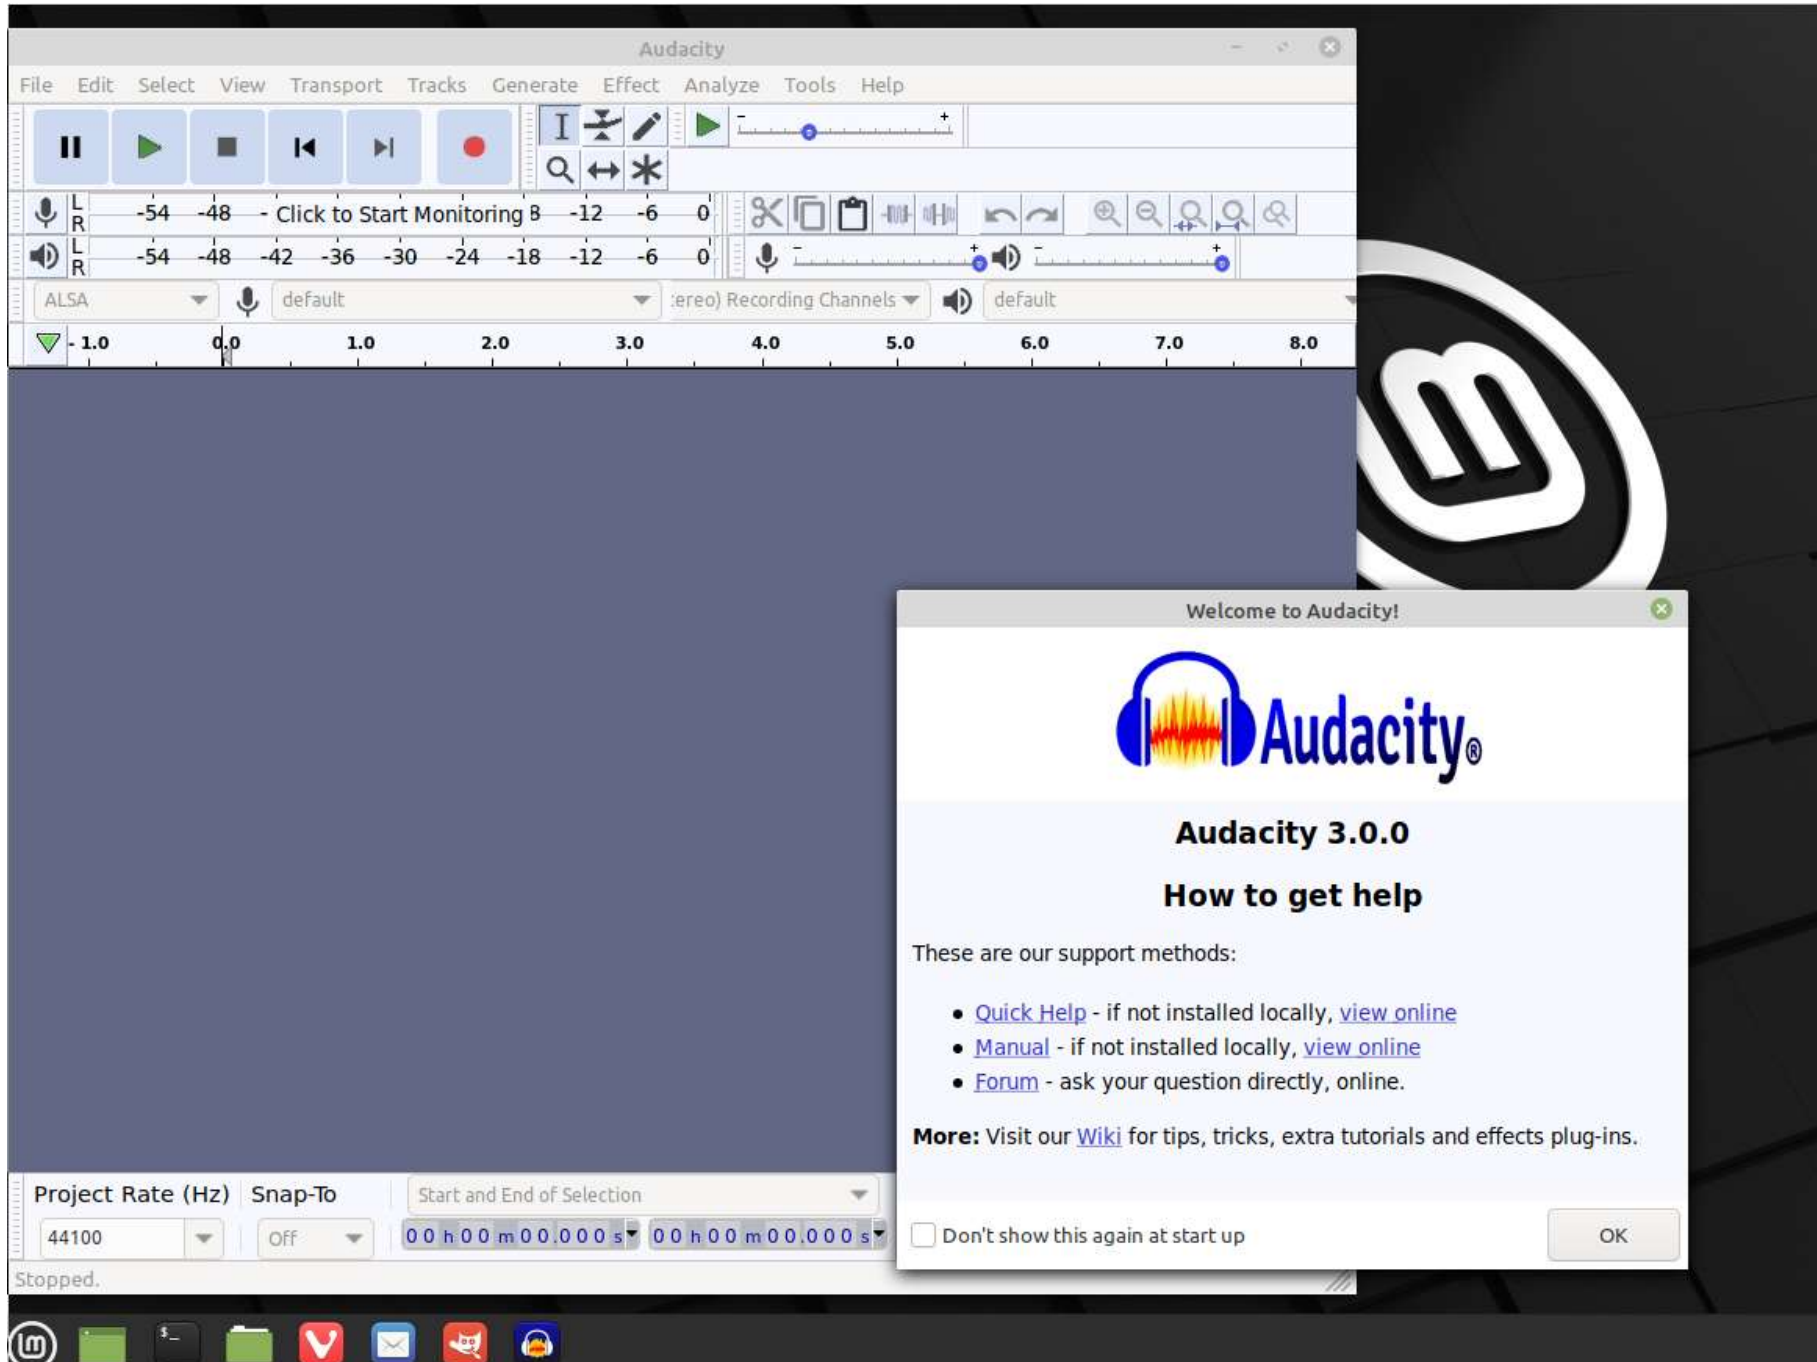 Audacity
File Edit Select View Transport Tracks Generate Effect Analyze Tools Help
- +
L
R
-54 -48 - Click to Start Monitoring 8 -12 -6 0
L
R
-54 -48 -42 -36 -30 -24 -18 -12 -6 0
- + - +
ALSA default ereo) Recording Channels default
- 1.0 0.0 1.0 2.0 3.0 4.0 5.0 6.0 7.0 8.0
Welcome to Audacity!
Audacity®
Audacity 3.0.0
How to get help
These are our support methods:
• Quick Help - if not installed locally, view online
• Manual - if not installed locally, view online
• Forum - ask your question directly, online.
More: Visit our Wiki for tips, tricks, extra tutorials and effects plug-ins.
Don't show this again at start up OK
Project Rate (Hz) Snap-To Start and End of Selection
44100 Off 00 h 00 m 00.000 s 00 h 00 m 00.000 s
Stopped.
$_